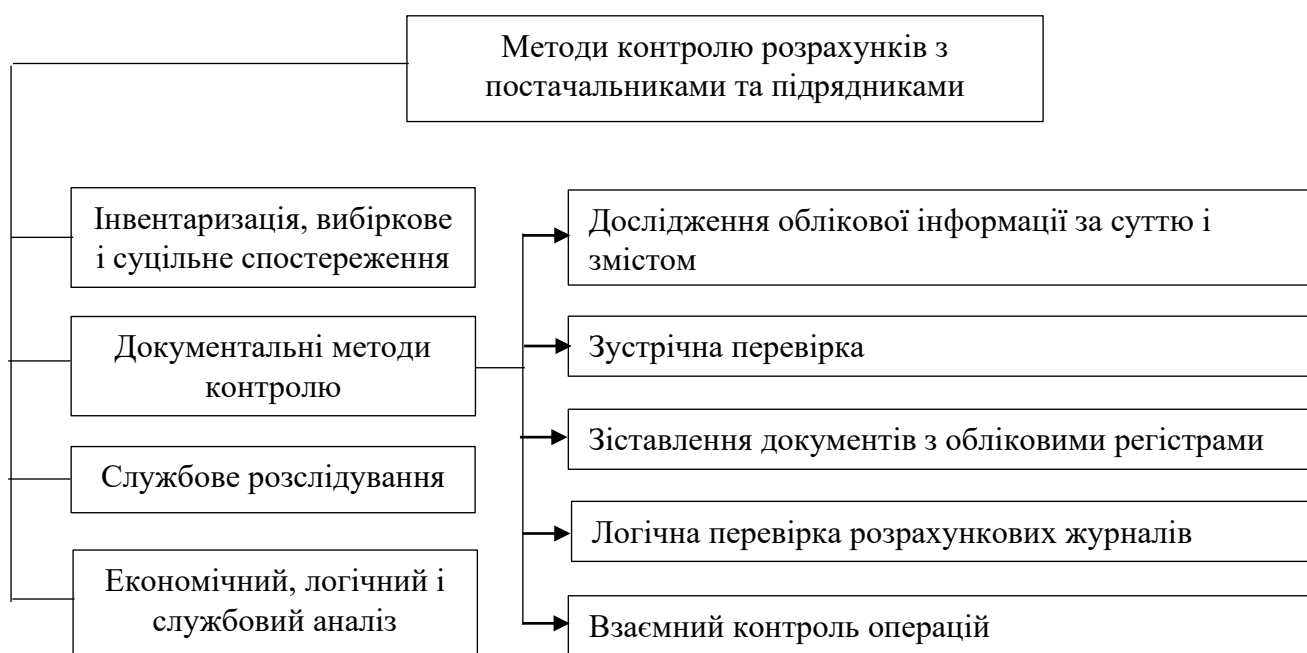 Методи контролю розрахунків з
постачальниками та підрядниками
Інвентаризація, вибіркове
і суцільне спостереження
Документальні методи
контролю
Службове розслідування
Економічний, логічний і
службовий аналіз
Дослідження облікової інформації за суттю і
змістом
Зустрічна перевірка
Зіставлення документів з обліковими регістрами
Логічна перевірка розрахункових журналів
Взаємний контроль операцій